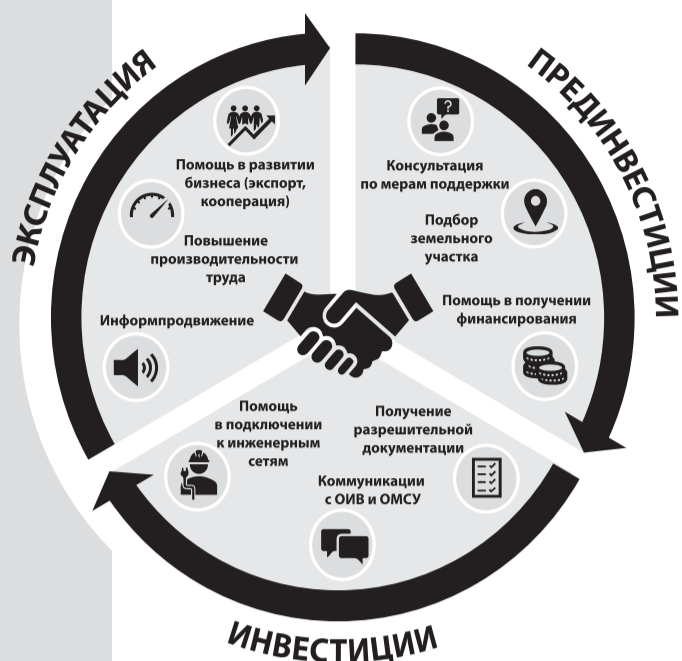 ПРЕДИНВЕСТИЦИИ
?
Консультация
по мерам поддержки
Подбор
земельного
участка
Помощь в получении
финансирования
ИНВЕСТИЦИИ
Получение
разрешительной
документации
Коммуникации
с ОИВ и ОМСУ
Помощь
в подключении
к инженерным
сетям
ЭКСПЛУАТАЦИЯ
Информпродвижение
Повышение
производительности
труда
Помощь в развитии
бизнеса (экспорт,
кооперация)